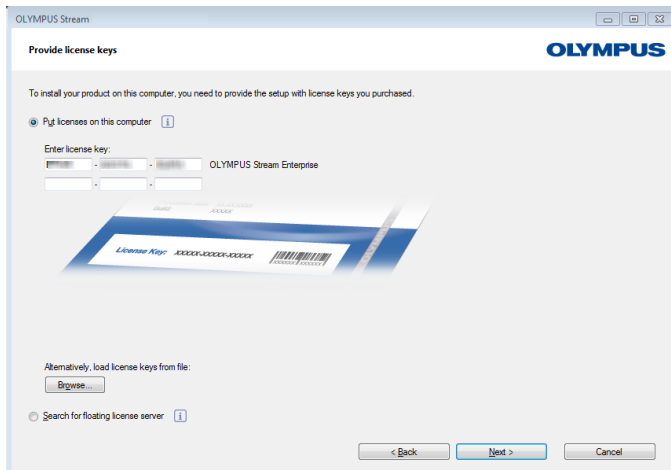 OLYMPUS Stream
Provide license keys
OLYMPUS
To install your product on this computer, you need to provide the setup with license keys you purchased.
Put licenses on this computer
Enter license key:
- - OLYMPUS Stream Enterprise
- -
XXXXX
License Key: XXXXX-XXXXX-XXXXX
Alternatively, load license keys from file:
Browse...
Search for floating license server
< Back Next > Cancel